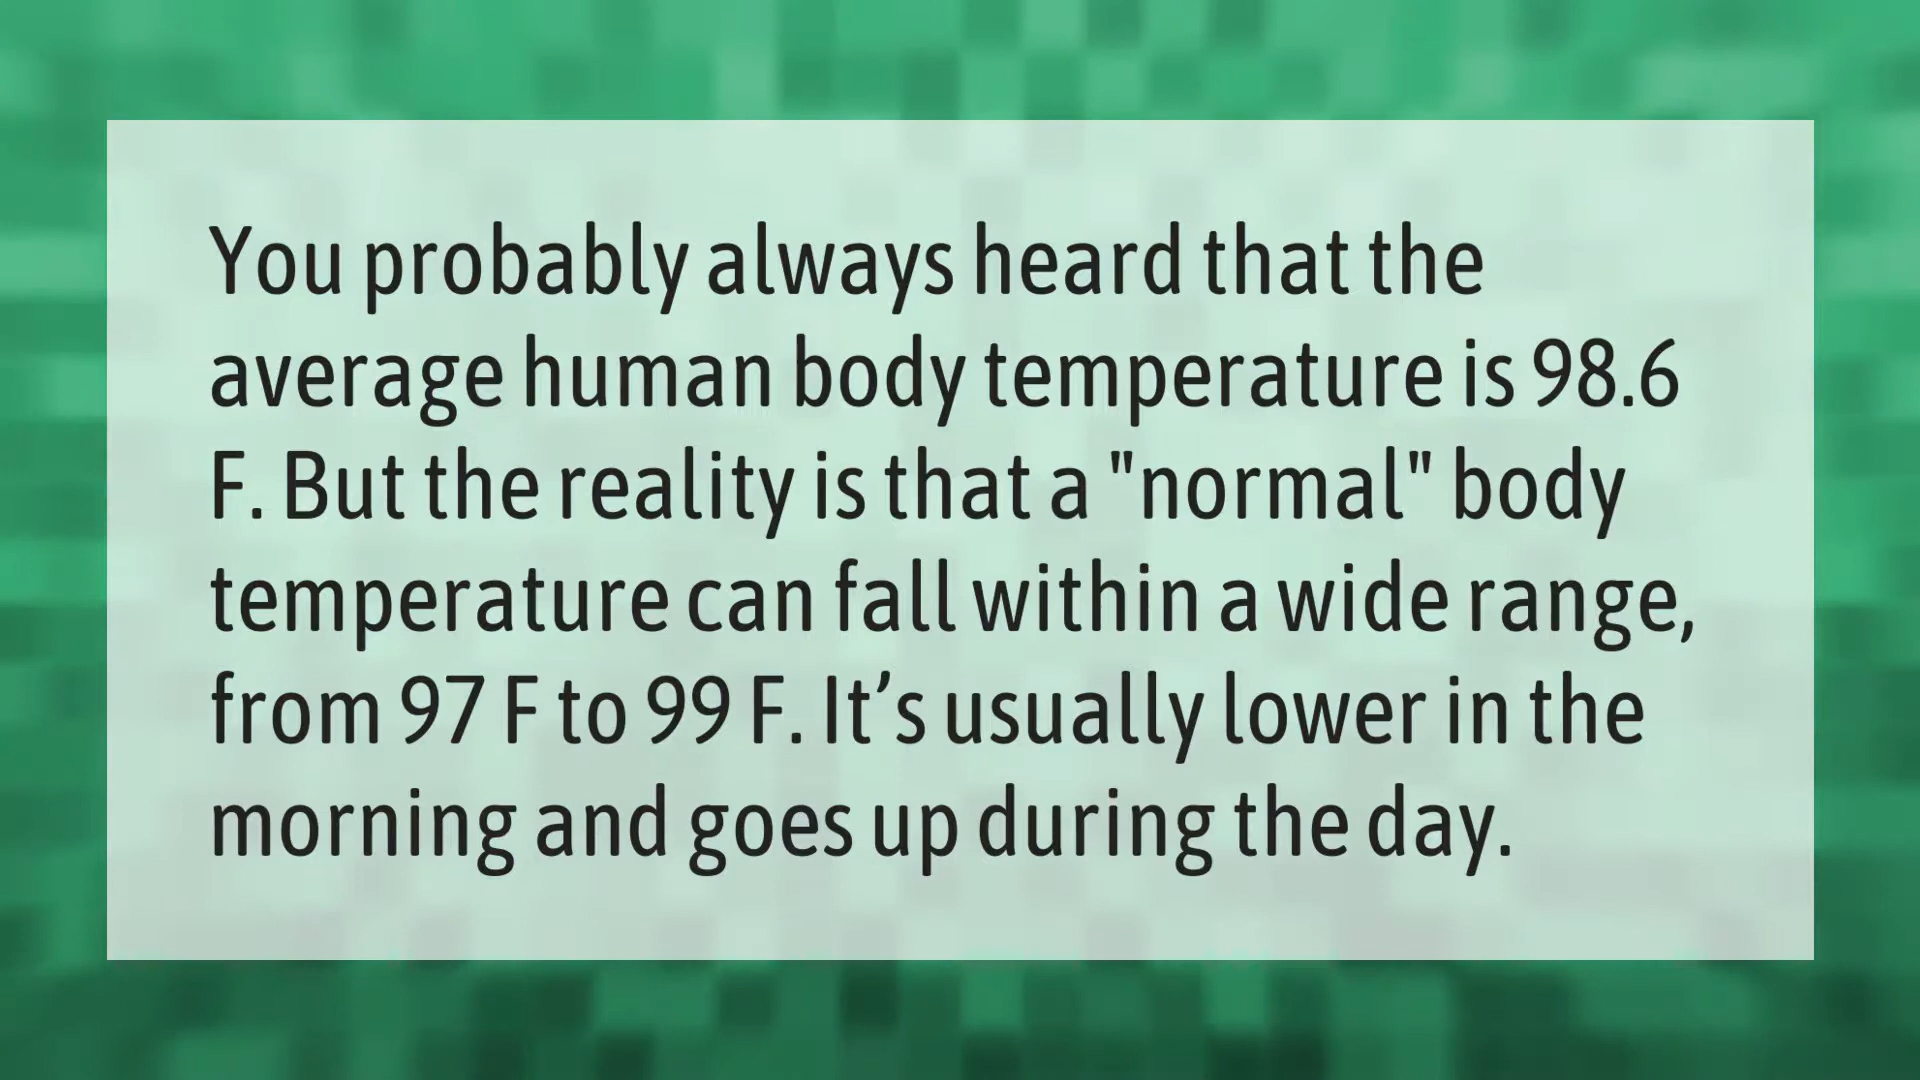 You probably always heard that the
average human body temperature is 98.6
F. But the reality is that a "normal" body
temperature can fall within a wide range,
from 97 F to 99 F. It’s usually lower in the
morning and goes up during the day.